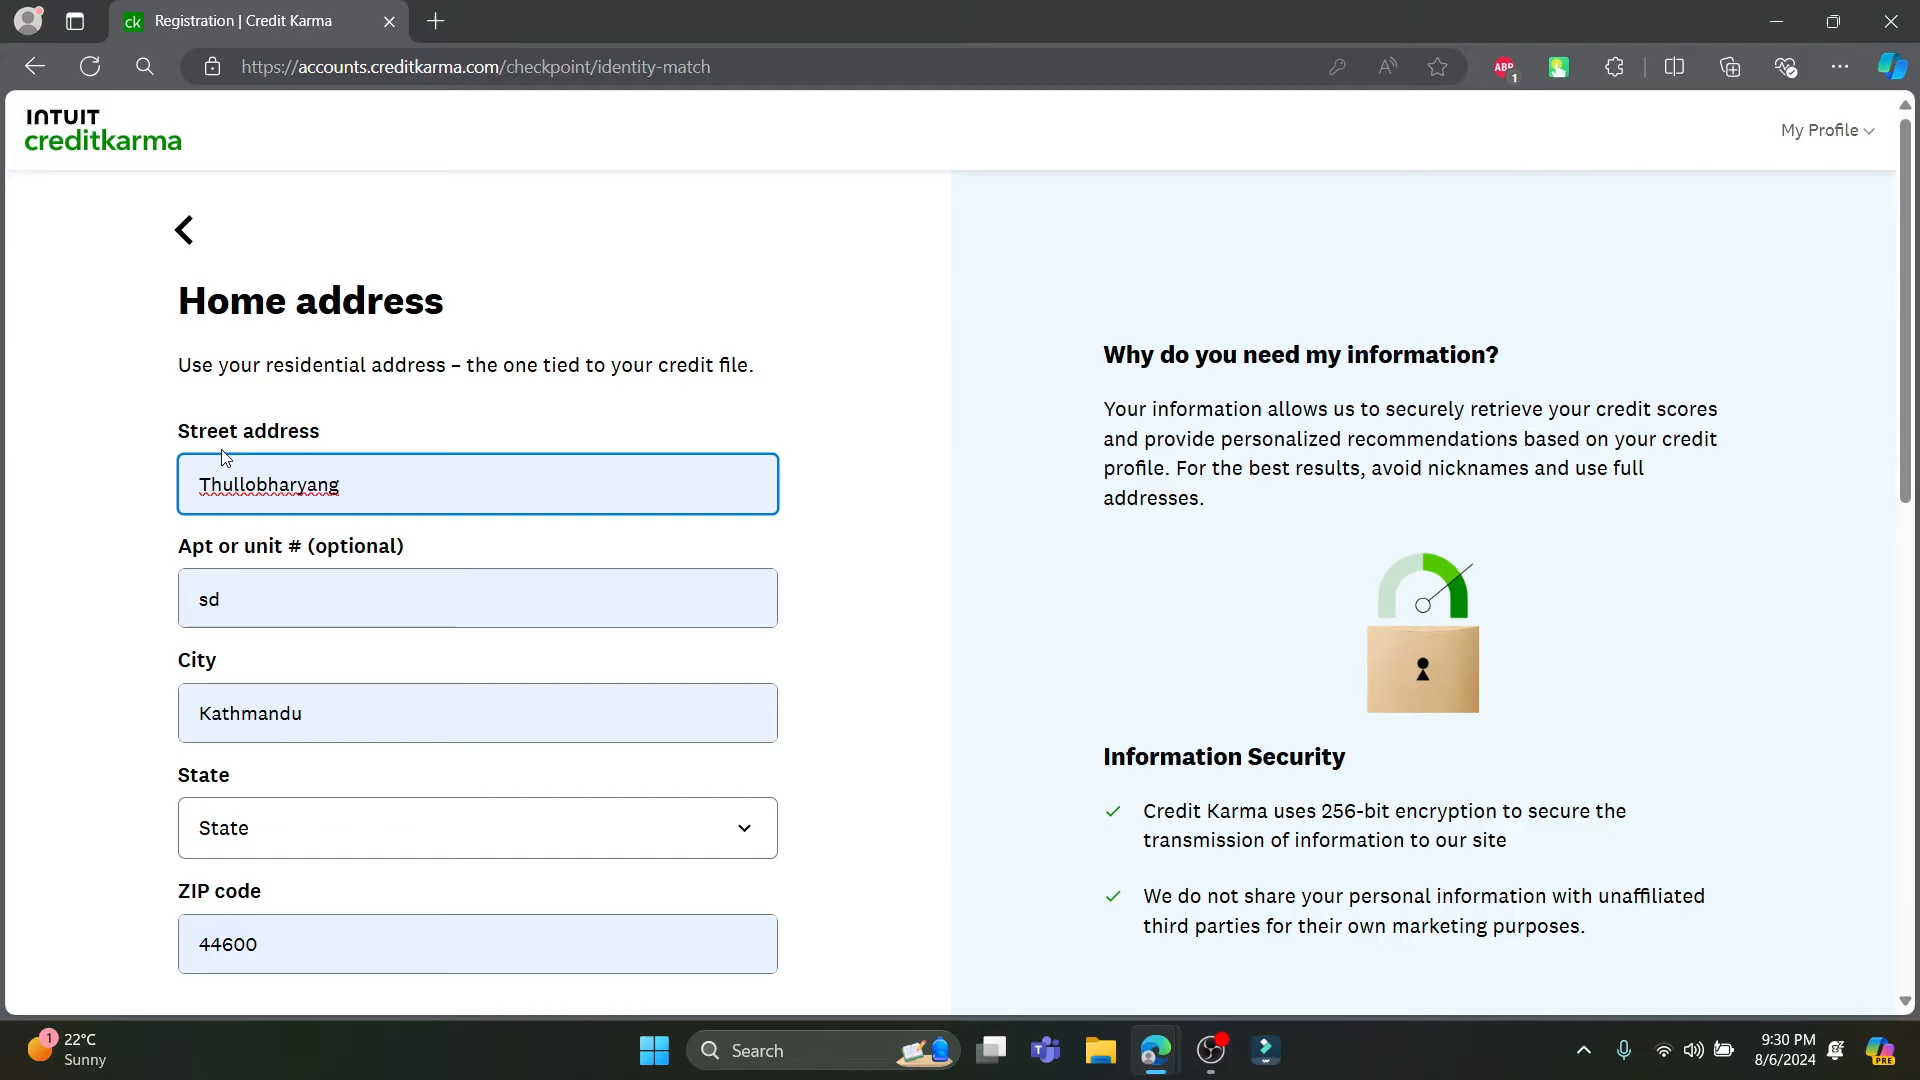 Registration | Credit Karma
https://accounts.creditkarma.com/checkpoint/identity-match
ABP
1
INTUIT
creditkarma
My Profile
Home address
Use your residential address – the one tied to your credit file.
Street address
Thullobharyang
Apt or unit # (optional)
sd
City
Kathmandu
State
State
ZIP code
44600
Why do you need my information?
Your information allows us to securely retrieve your credit scores
and provide personalized recommendations based on your credit
profile. For the best results, avoid nicknames and use full
addresses.
Information Security
Credit Karma uses 256-bit encryption to secure the
transmission of information to our site
We do not share your personal information with unaffiliated
third parties for their own marketing purposes.
1
22°C
Sunny
Search
9:30 PM
8/6/2024
PRE